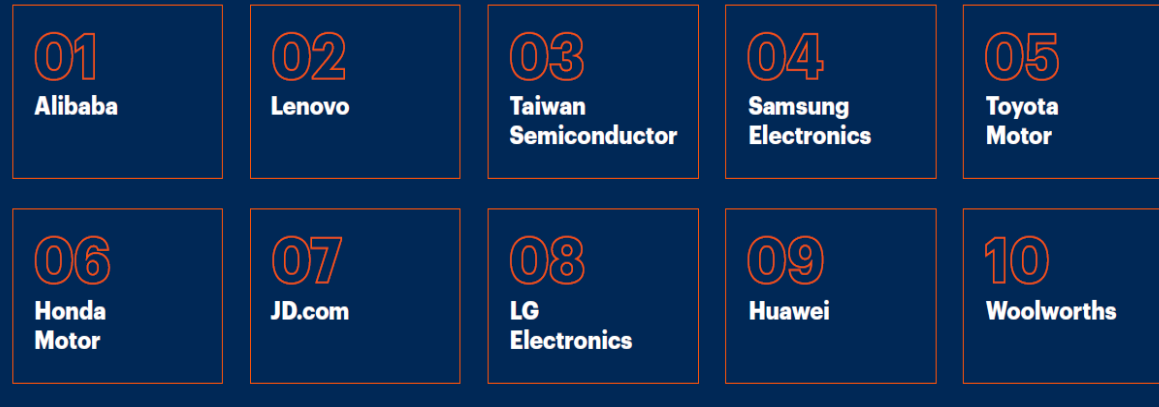 01
Alibaba
02
Lenovo
03
Taiwan
Semiconductor
04
Samsung
Electronics
05
Toyota
Motor
06
Honda
Motor
07
JD.com
08
LG
Electronics
09
Huawei
10
Woolworths